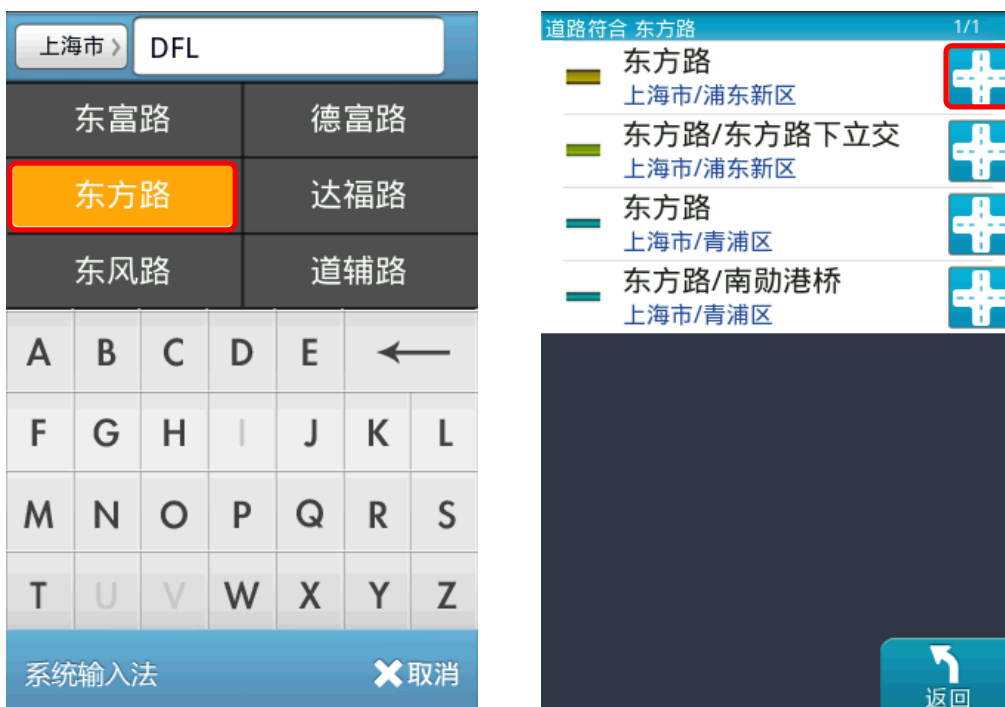 上海市 DFL
东富路 德富路
东方路 达福路
东风路 道辅路
A B C D E
F G H I J K L
M N O P Q R S
T U V W X Y Z
系统输入法 取消
道路符合 东方路 1/1
东方路
上海市/浦东新区
东方路/东方路下立交
上海市/浦东新区
东方路
上海市/青浦区
东方路/南勋港桥
上海市/青浦区
返回